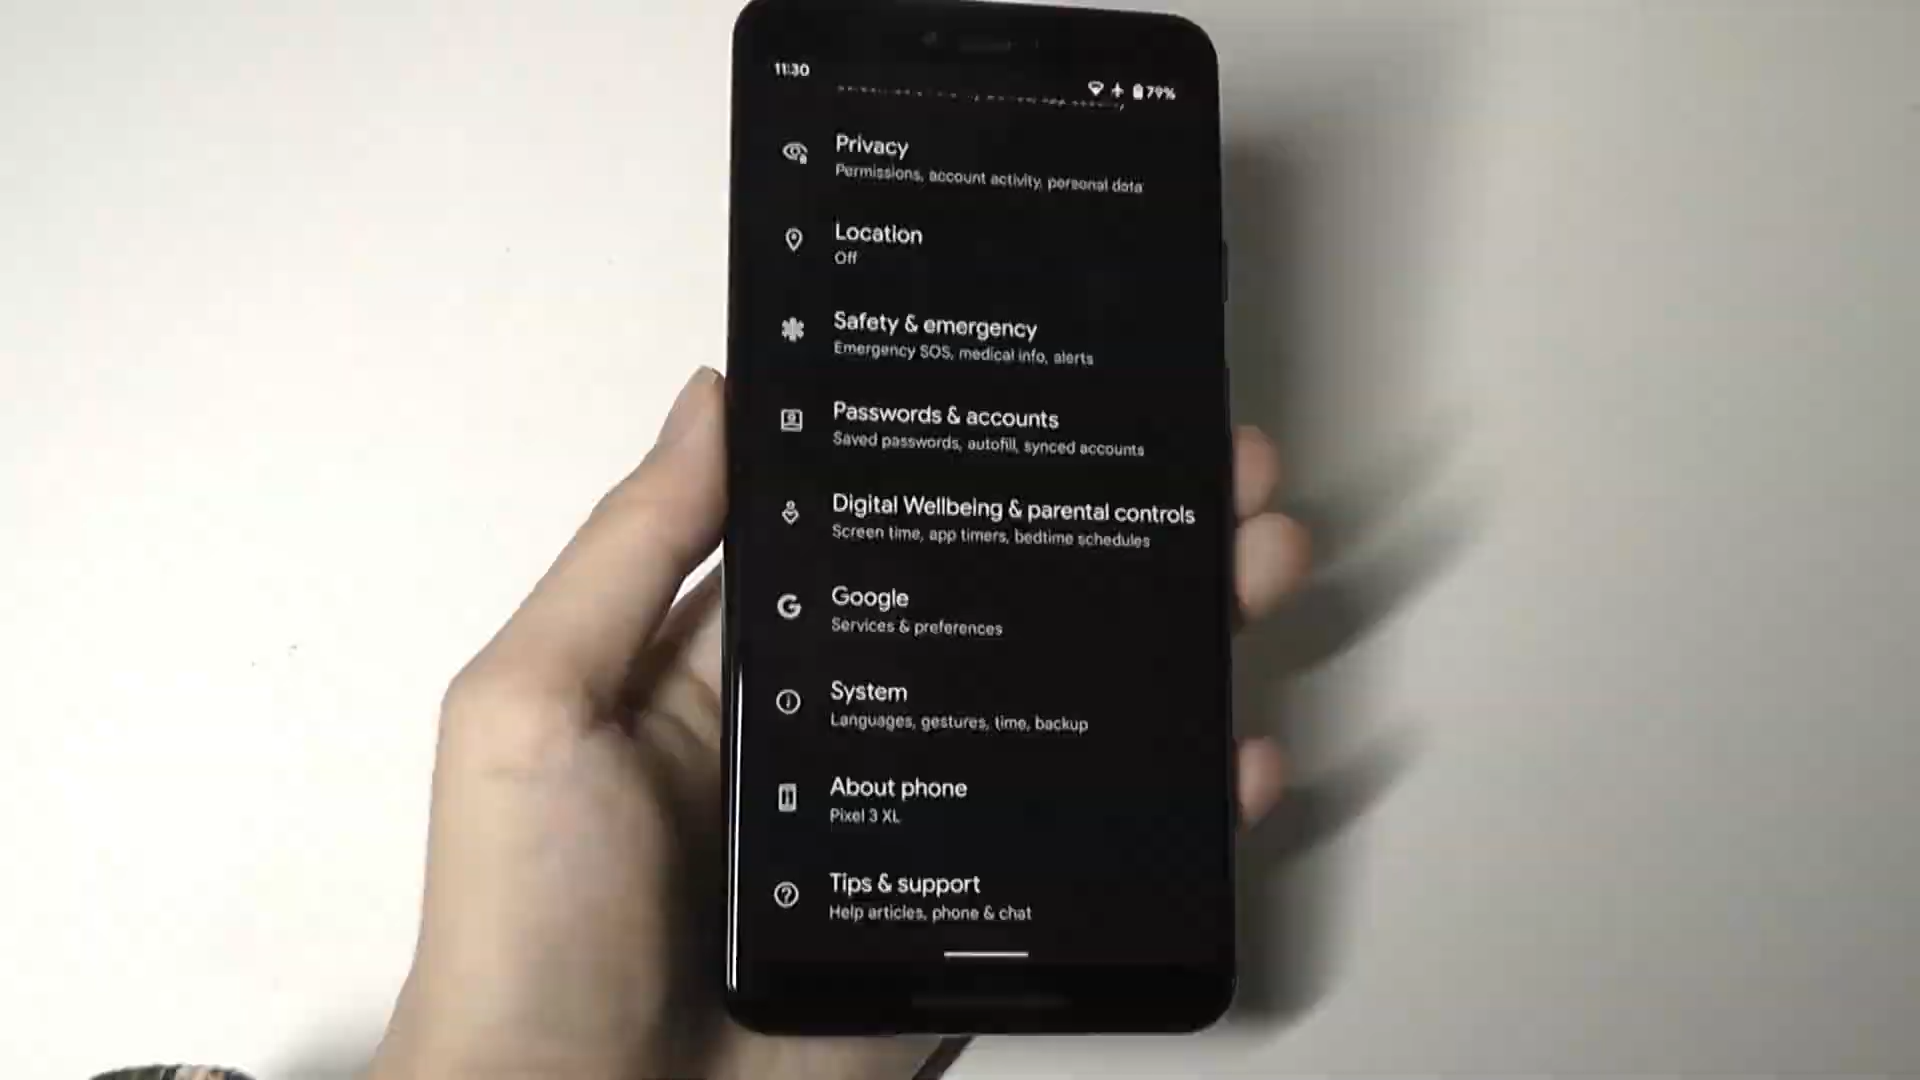 11:30
79%
Privacy
Permissions, account activity, personal data
Location
Off
Safety & emergency
Emergency SOS, medical info, alerts
Passwords & accounts
Saved passwords, autofill, synced accounts
Digital Wellbeing & parental controls
Screen time, app timers, bedtime schedules
Google
Services & preferences
System
Languages, gestures, time, backup
About phone
Pixel 3 XL
Tips & support
Help articles, phone & chat